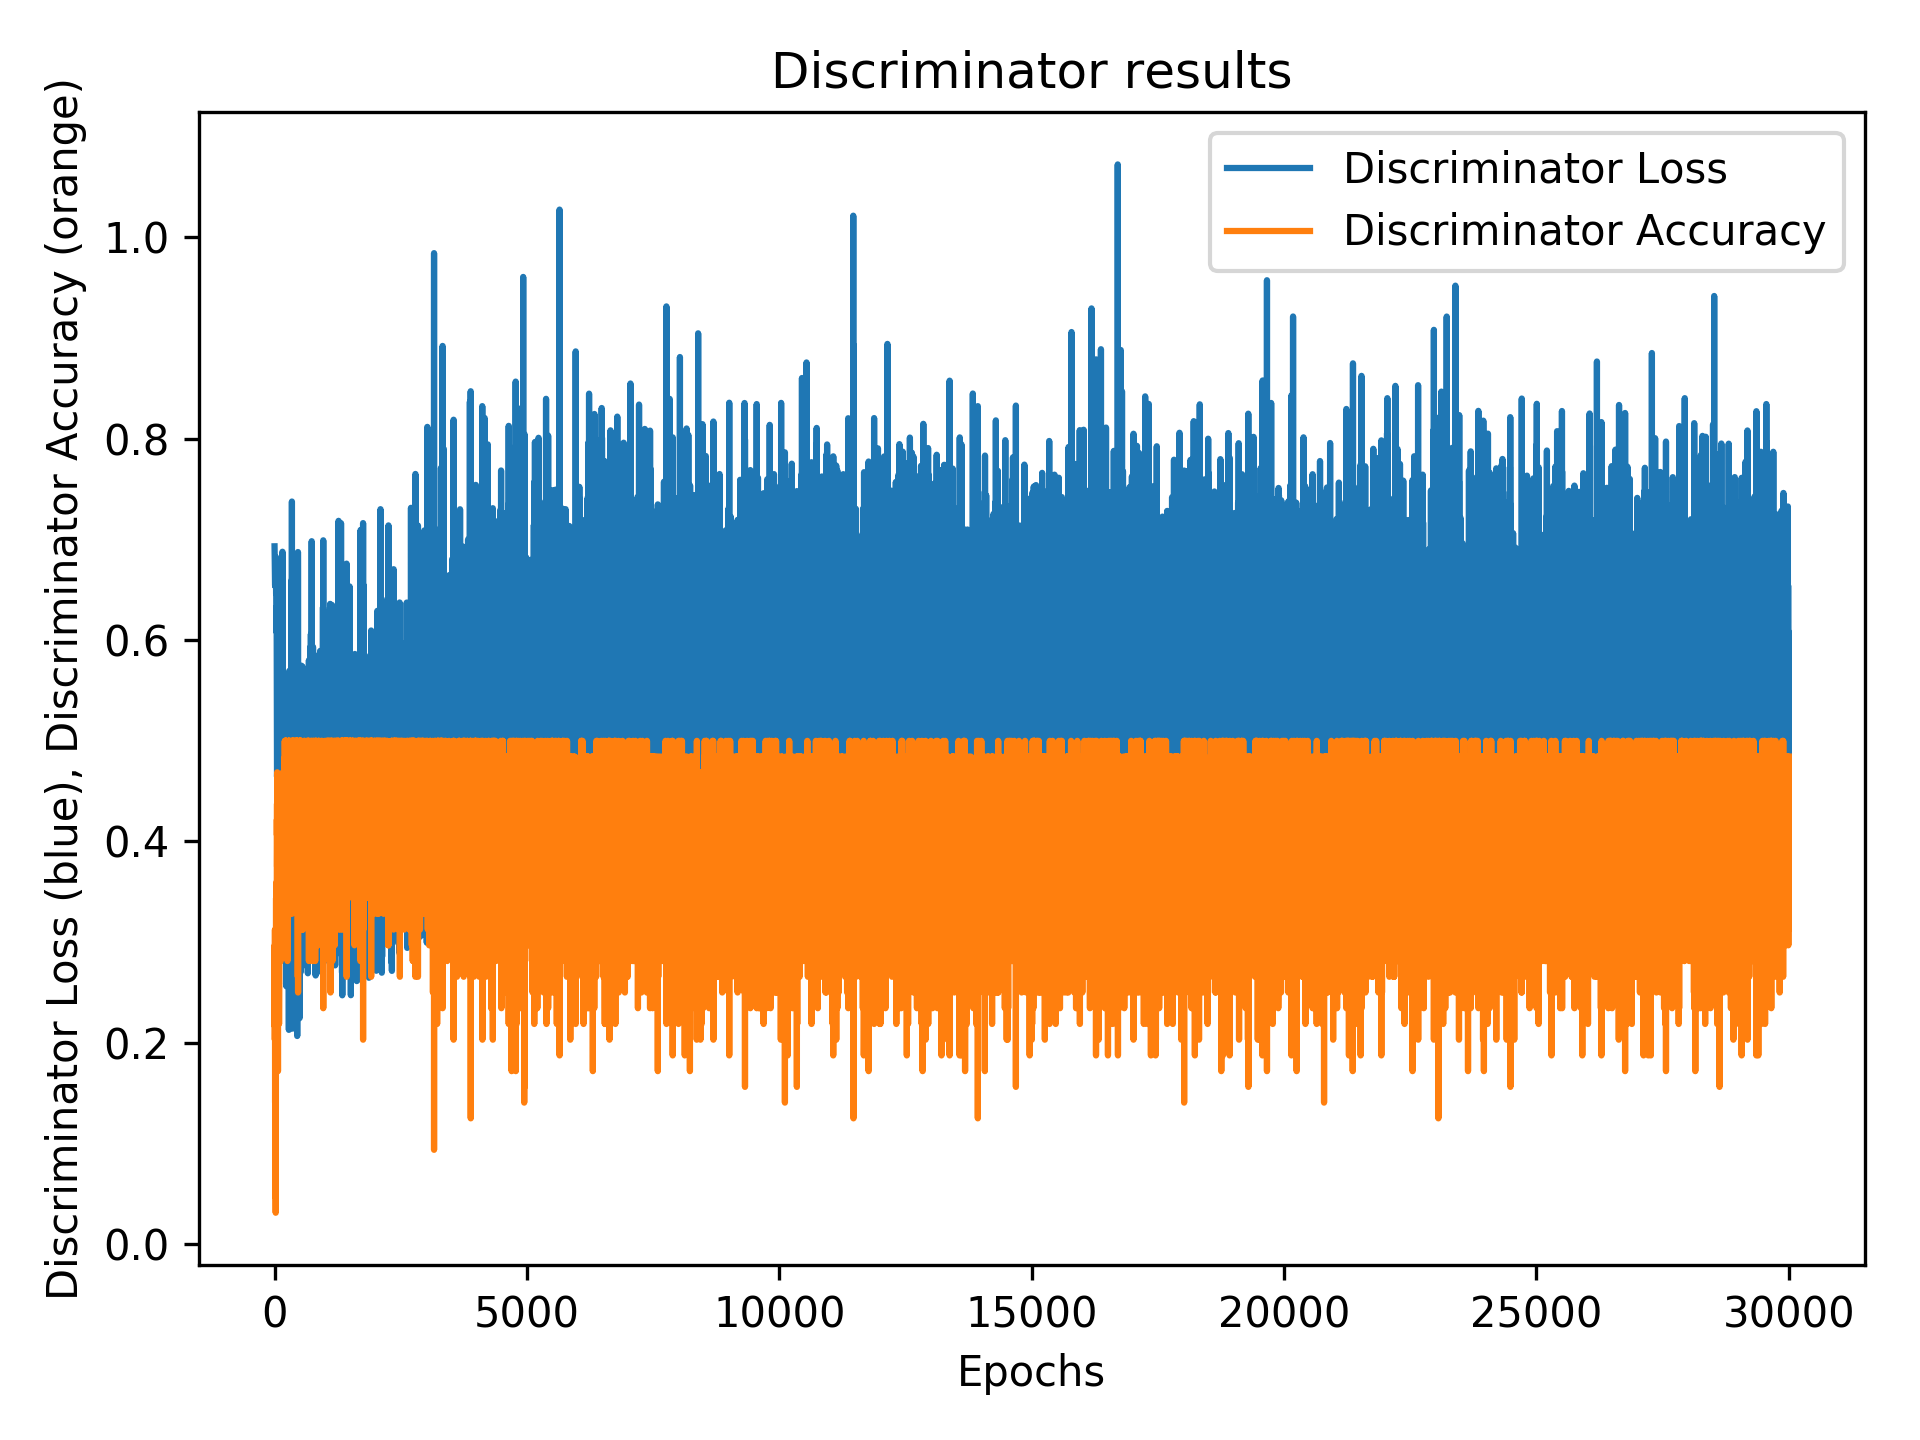 Discriminator results
Discriminator Loss (blue), Discriminator Accuracy (orange)
Discriminator Loss
Discriminator Accuracy
1.0
0.8
0.6
0.4
0.2
0.0
0 5000 10000 15000 20000 25000 30000
Epochs